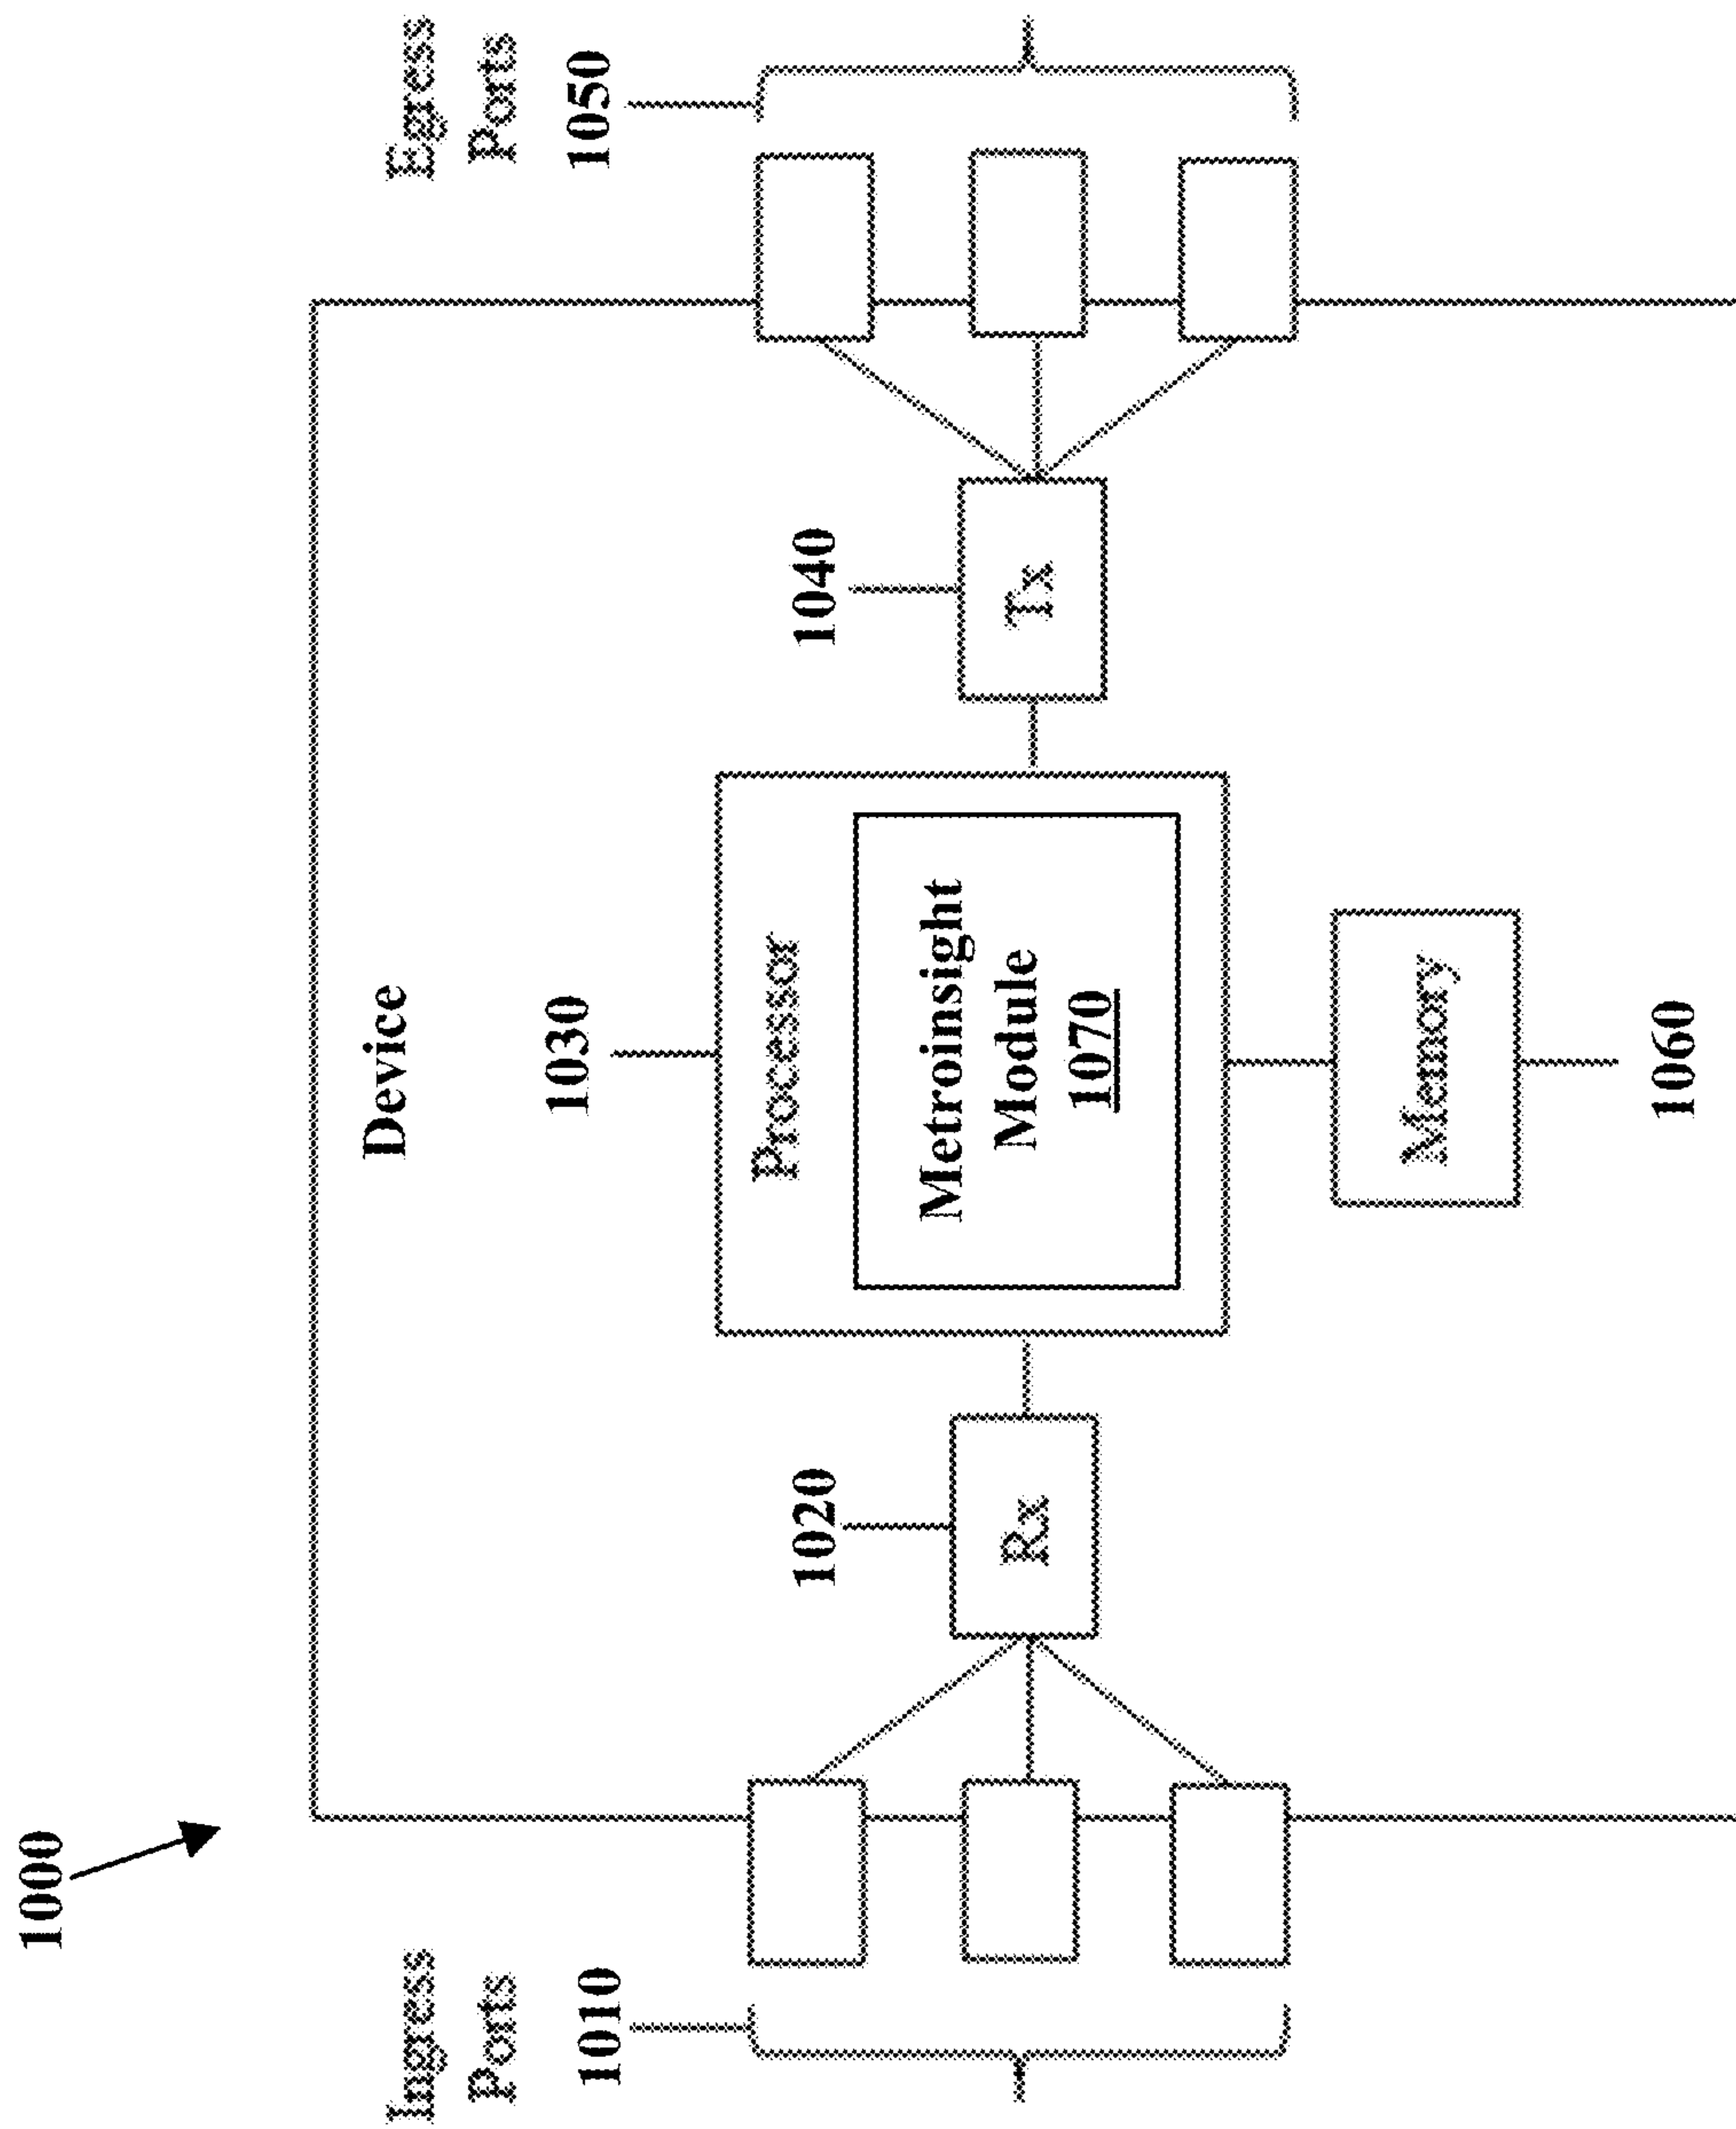 1000
Device
Ingress
Ports
1010
Egress
Ports
1050
1030
Processor
1020
Rx
1040
Tx
Metroinsight
Module
1070
Memory
1060